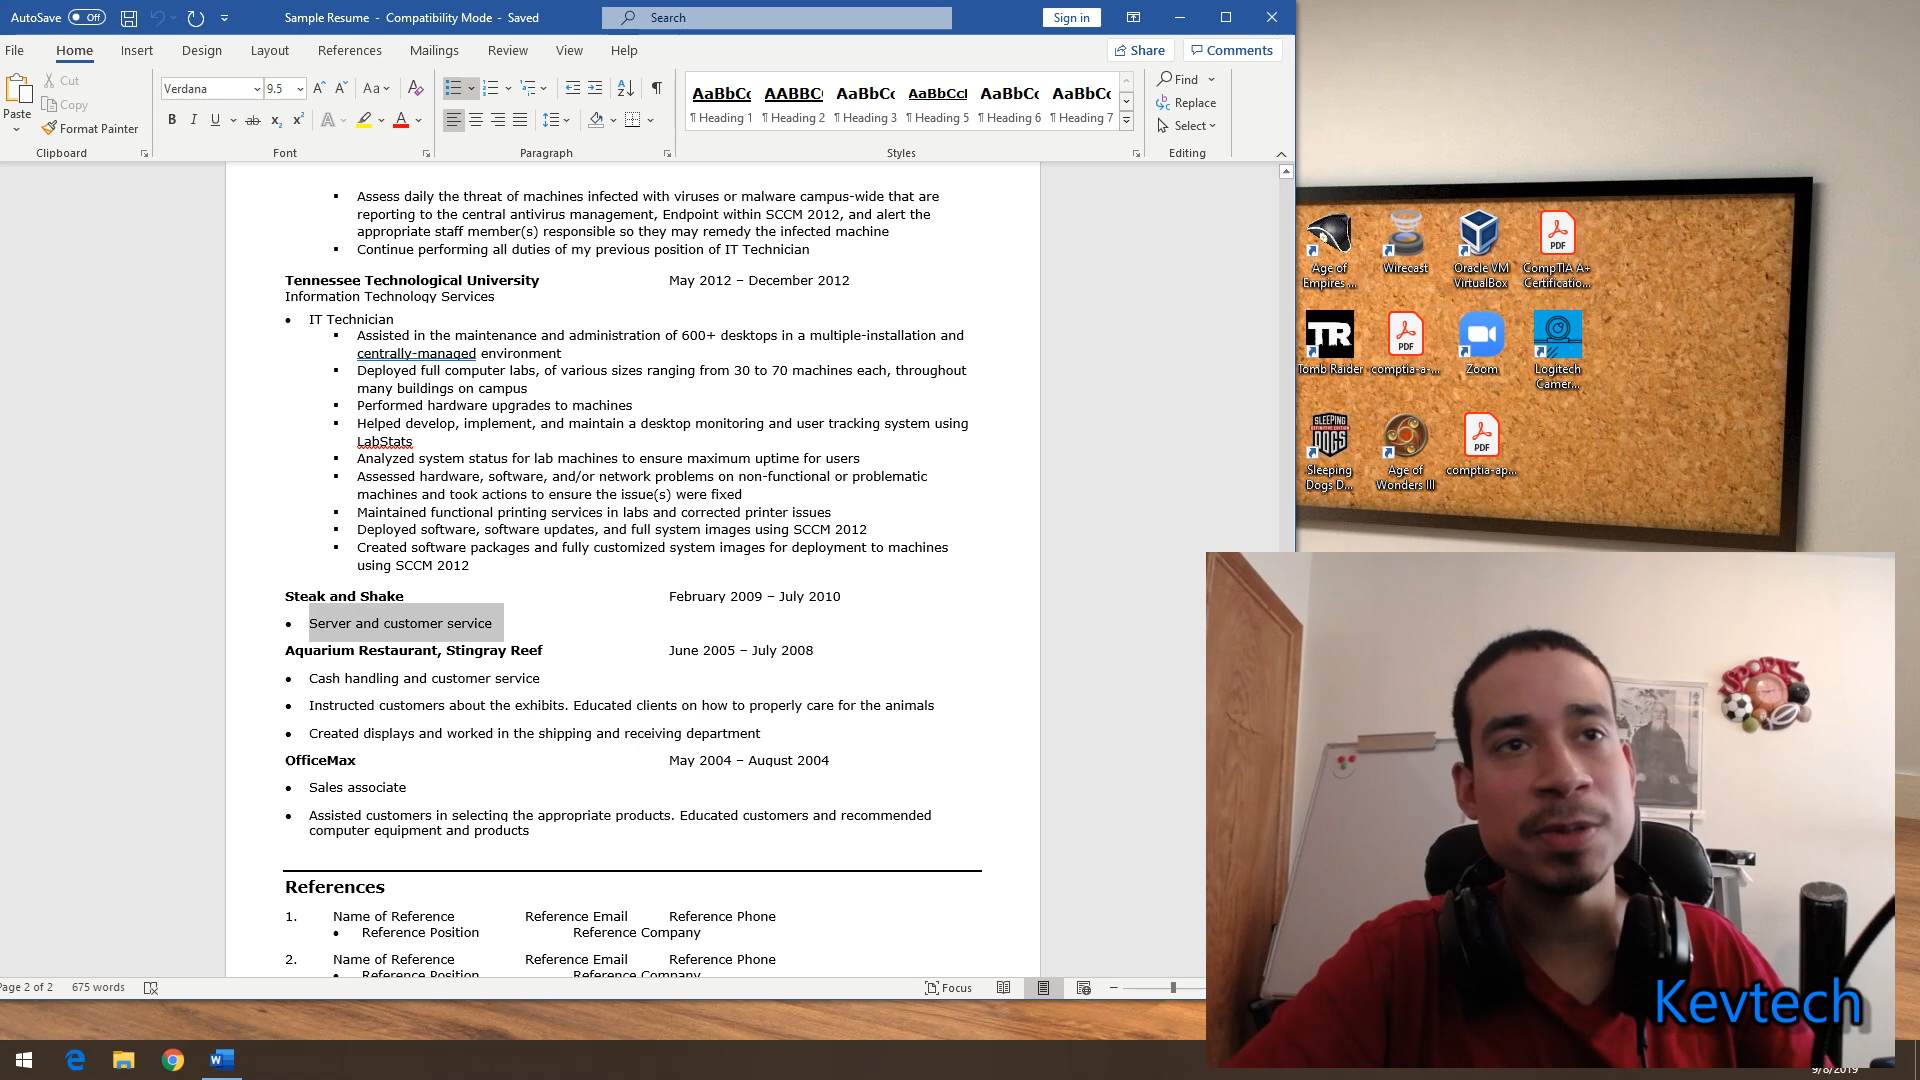 AutoSave Off Sample Resume - Compatibility Mode - Saved Search Sign in
File Home Insert Design Layout References Mailings Review View Help Share Comments
Paste Cut Copy Format Painter Clipboard
Verdana 9.5 Aa B I U ab x2 x2 A A Font
Paragraph
AaBbCc AABBC AaBbCc AaBbCcI AaBbCc AaBbCc
¶ Heading 1 ¶ Heading 2 ¶ Heading 3 ¶ Heading 5 ¶ Heading 6 ¶ Heading 7
Styles
Find
Replace
Select
Editing
▪ Assess daily the threat of machines infected with viruses or malware campus-wide that are
reporting to the central antivirus management, Endpoint within SCCM 2012, and alert the
appropriate staff member(s) responsible so they may remedy the infected machine
▪ Continue performing all duties of my previous position of IT Technician
Tennessee Technological University May 2012 – December 2012
Information Technology Services
• IT Technician
▪ Assisted in the maintenance and administration of 600+ desktops in a multiple-installation and
centrally-managed environment
▪ Deployed full computer labs, of various sizes ranging from 30 to 70 machines each, throughout
many buildings on campus
▪ Performed hardware upgrades to machines
▪ Helped develop, implement, and maintain a desktop monitoring and user tracking system using
LabStats
▪ Analyzed system status for lab machines to ensure maximum uptime for users
▪ Assessed hardware, software, and/or network problems on non-functional or problematic
machines and took actions to ensure the issue(s) were fixed
▪ Maintained functional printing services in labs and corrected printer issues
▪ Deployed software, software updates, and full system images using SCCM 2012
▪ Created software packages and fully customized system images for deployment to machines
using SCCM 2012
Steak and Shake February 2009 – July 2010
• Server and customer service
Aquarium Restaurant, Stingray Reef June 2005 – July 2008
• Cash handling and customer service
• Instructed customers about the exhibits. Educated clients on how to properly care for the animals
• Created displays and worked in the shipping and receiving department
OfficeMax May 2004 – August 2004
• Sales associate
• Assisted customers in selecting the appropriate products. Educated customers and recommended
computer equipment and products
References
1. Name of Reference Reference Email Reference Phone
• Reference Position Reference Company
2. Name of Reference Reference Email Reference Phone
• Reference Position Reference Company
Page 2 of 2 675 words Focus
Age of Empires ...
Wirecast
Oracle VM VirtualBox
PDF
CompTIA A+ Certificatio...
TR
Tomb Raider
PDF
comptia-a-...
Zoom
Logitech Camer...
SLEEPING DOGS
Sleeping Dogs D...
Age of Wonders III
PDF
comptia-ap...
SPORTS
Kevtech
9/8/2019